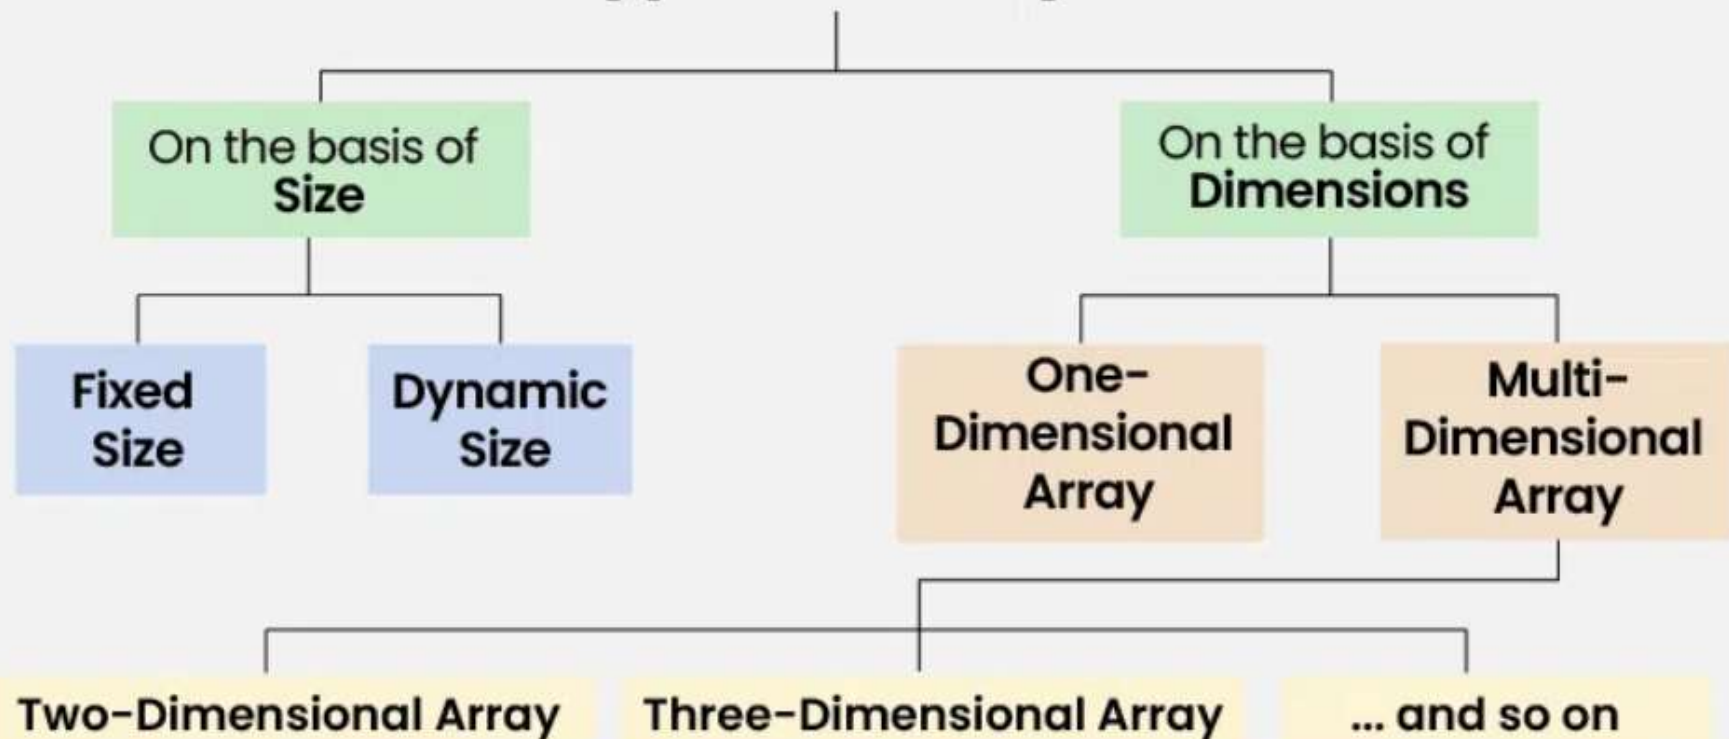 On the basis of
Size
On the basis of
Dimensions
Fixed
Size
Dynamic
Size
One-
Dimensional
Array
Multi-
Dimensional
Array
Two-Dimensional Array
Three-Dimensional Array
... and so on